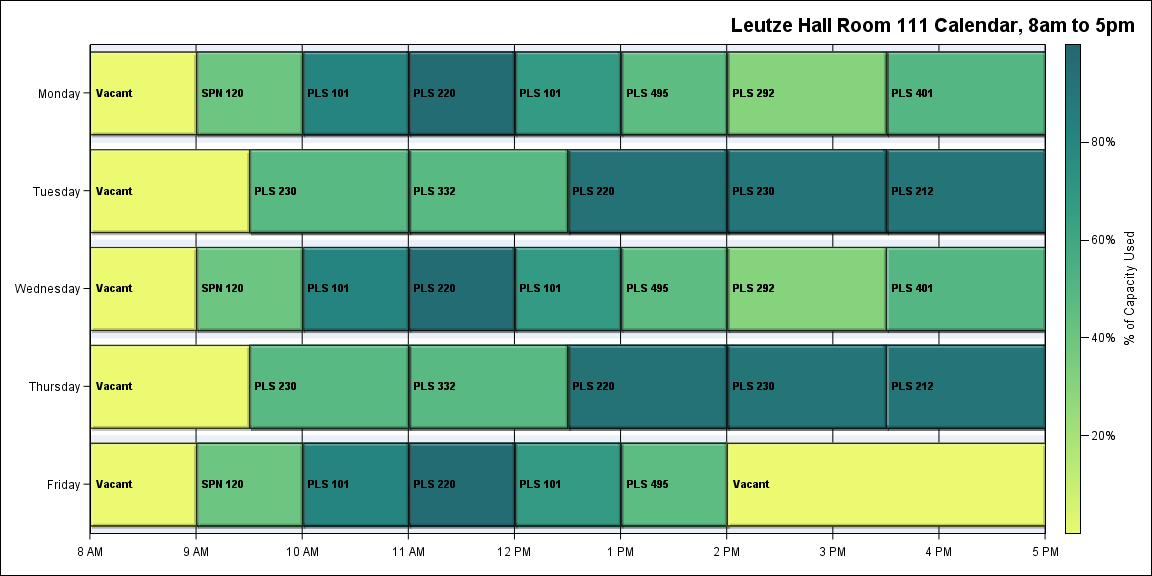 Leutze Hall Room 111 Calendar, 8am to 5pm
Monday
Vacant
SPN 120
PLS 101
PLS 220
PLS 101
PLS 495
PLS 292
PLS 401
Tuesday
Vacant
PLS 230
PLS 332
PLS 220
PLS 230
PLS 212
Wednesday
Vacant
SPN 120
PLS 101
PLS 220
PLS 101
PLS 495
PLS 292
PLS 401
Thursday
Vacant
PLS 230
PLS 332
PLS 220
PLS 230
PLS 212
Friday
Vacant
SPN 120
PLS 101
PLS 220
PLS 101
PLS 495
Vacant
8 AM
9 AM
10 AM
11 AM
12 PM
1 PM
2 PM
3 PM
4 PM
5 PM
80%
60%
40%
20%
% of Capacity Used